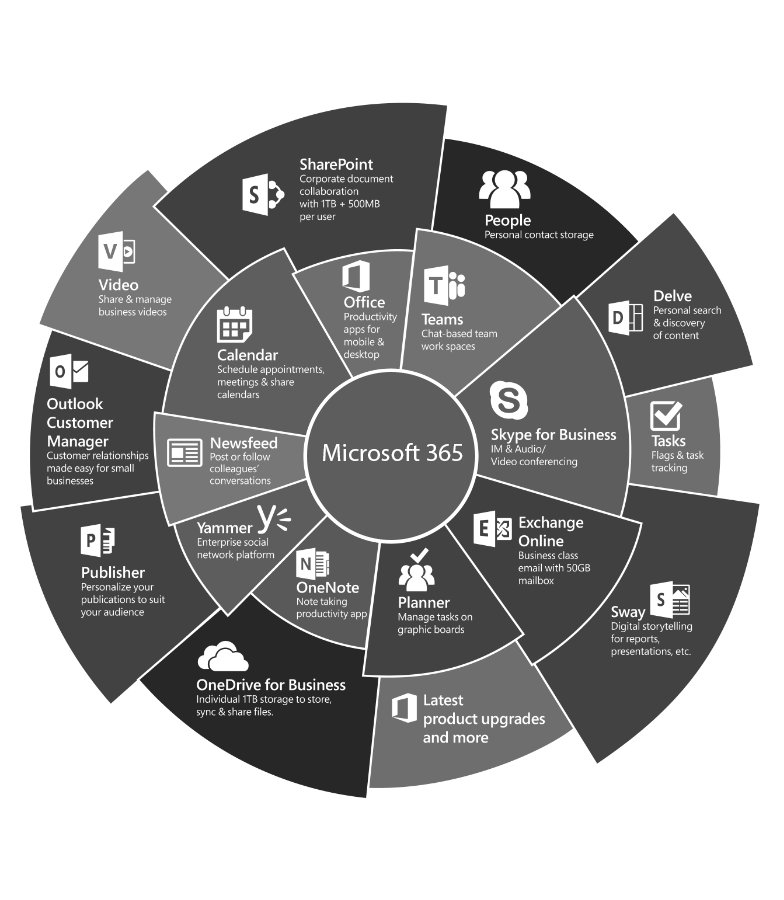 SharePoint
Corporate document
collaboration
with 1TB + 500MB
per user
S
People
Personal contact storage
V
Video
Share & manage
business videos
Delve
Personal search
& discovery
of content
D
Office
Productivity
apps for
mobile &
desktop
T
Teams
Chat-based team
work spaces
Calendar
Schedule appointments,
meetings & share
calendars
O
Outlook
Customer
Manager
Customer relationships
made easy for small
businesses
S
Skype for Business
IM & Audio/
Video conferencing
Tasks
Flags & task
tracking
Newsfeed
Post or follow
colleagues'
conversations
Microsoft 365
Yammer
Enterprise social
network platform
E
Exchange
Online
Business class
email with 50GB
mailbox
P
Publisher
Personalize your
publications to suit
your audience
N
OneNote
Note taking
productivity app
Planner
Manage tasks on
graphic boards
S
Sway
Digital storytelling
for reports,
presentations, etc.
OneDrive for Business
Individual 1TB storage to store,
sync & share files.
Latest
product upgrades
and more